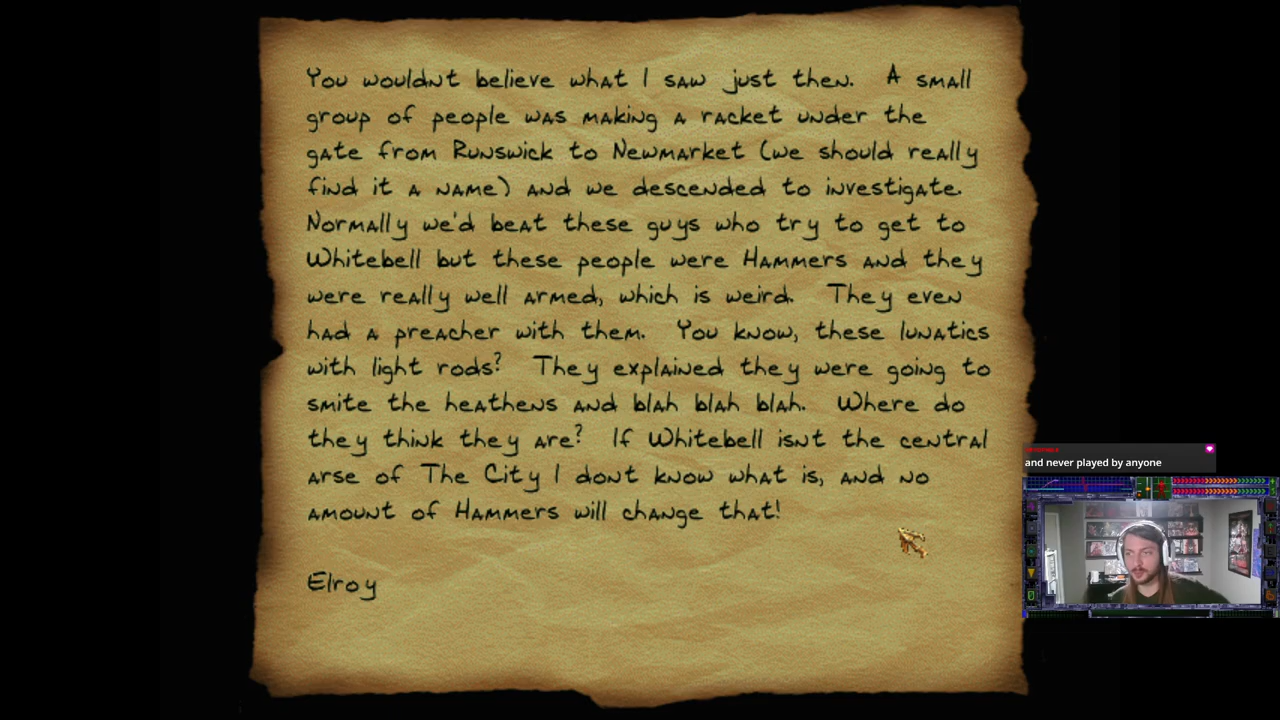 You wouldnt believe what I saw just then. A small
group of people was making a racket under the
gate from Runswick to Newmarket (we should really
find it a name) and we descended to investigate.
Normally we'd beat these guys who try to get to
Whitebell but these people were Hammers and they
were really well armed, which is weird. They even
had a preacher with them. You know, these lunatics
with light rods? They explained they were going to
smite the heathens and blah blah blah. Where do
they think they are? If Whitebell isnt the central
arse of The City I dont know what is, and no
amount of Hammers will change that!
Elroy
and never played by anyone